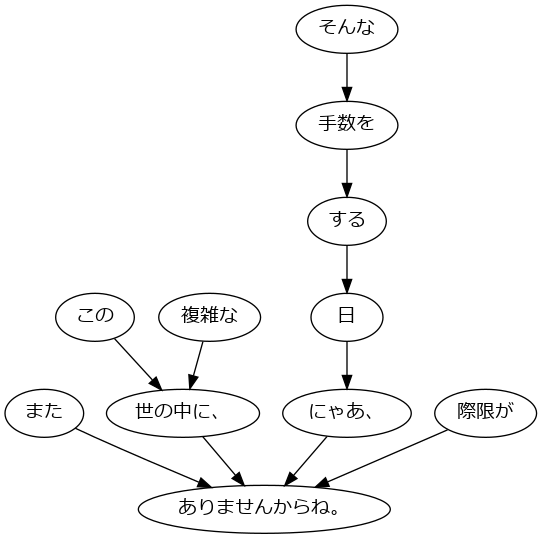 そんな
手数を
する
この
複雑な
日
また
世の中に、
にゃあ、
際限が
ありませんからね。